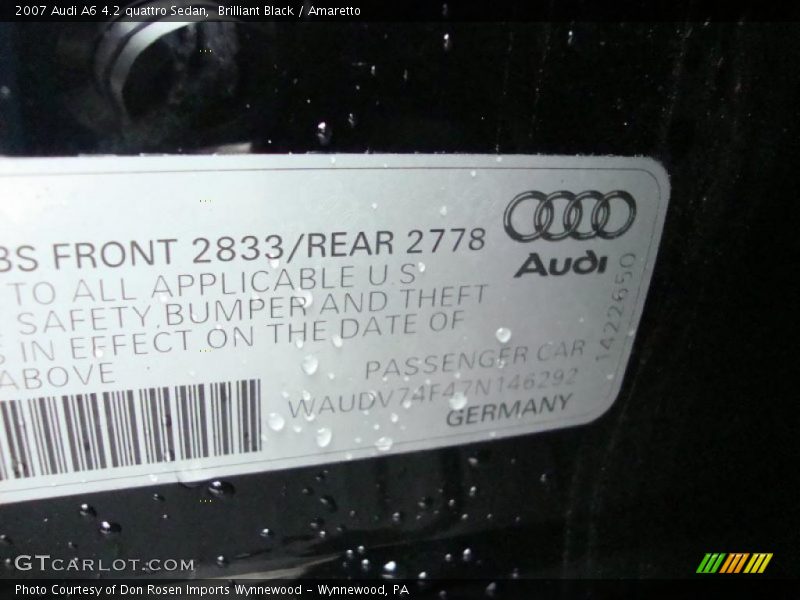 2007 Audi A6 4.2 quattro Sedan, Brilliant Black / Amaretto
BS FRONT 2833/REAR 2778
TO ALL APPLICABLE U.S
SAFETY, BUMPER AND THEFT
IN EFFECT ON THE DATE OF
ABOVE
Audi
1422650
PASSENGER CAR
WAUDV74F47N146292
GERMANY
GTCARLOT.COM
Photo Courtesy of Don Rosen Imports Wynnewood – Wynnewood, PA